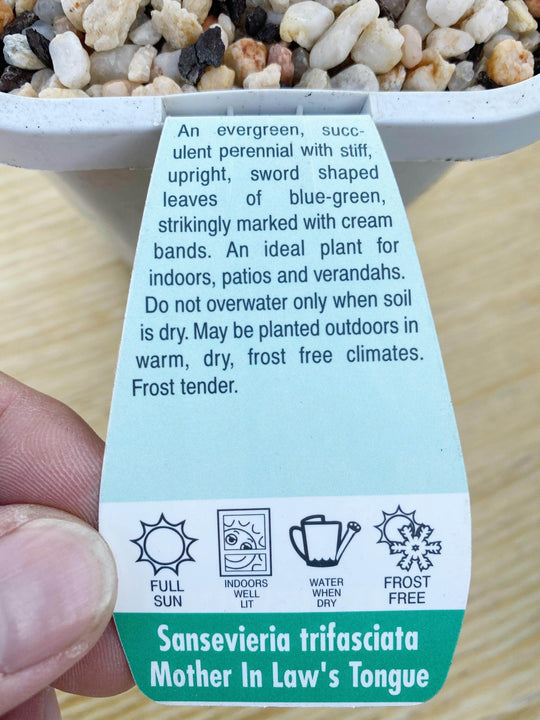 An evergreen, succ-
ulent perennial with stiff,
upright, sword shaped
leaves of blue-green,
strikingly marked with cream
bands. An ideal plant for
indoors, patios and verandahs.
Do not overwater only when soil
is dry. May be planted outdoors in
warm, dry, frost free climates.
Frost tender.
FULL
SUN
INDOORS
WELL
LIT
WATER
WHEN
DRY
FROST
FREE
Sansevieria trifasciata
Mother In Law's Tongue